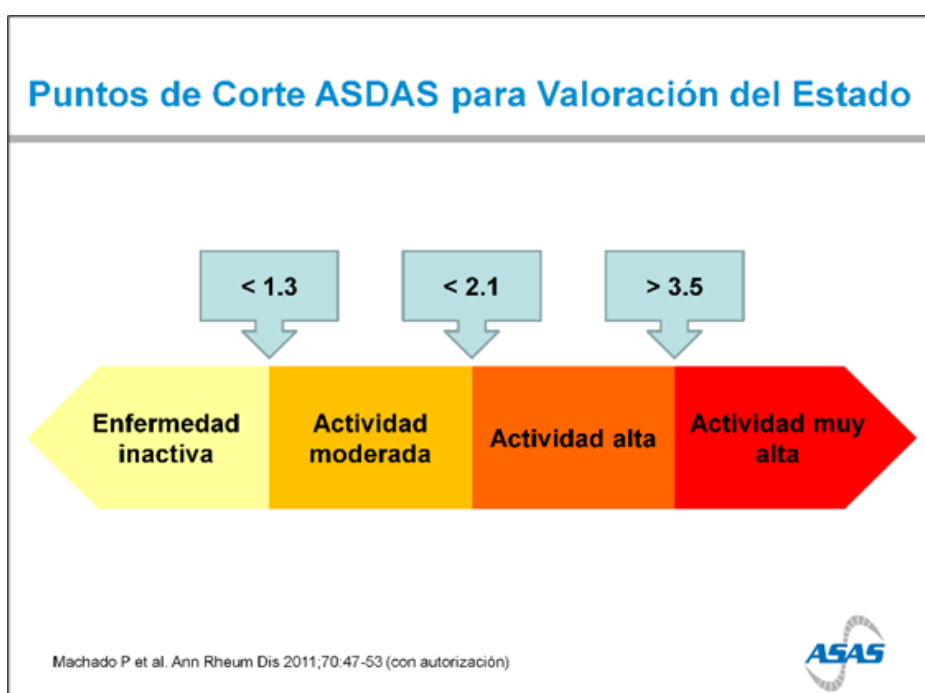 Puntos de Corte ASDAS para Valoración del Estado
< 1.3
< 2.1
> 3.5
Enfermedad
inactiva
Actividad
moderada
Actividad alta
Actividad muy
alta
Machado P et al. Ann Rheum Dis 2011;70:47-53 (con autorización)
ASAS